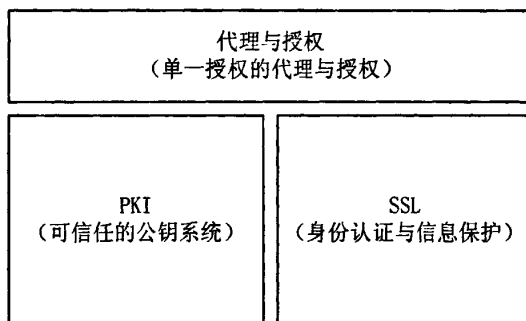 代理与授权
（单一授权的代理与授权）
PKI
（可信任的公钥系统）
SSL
（身份认证与信息保护）